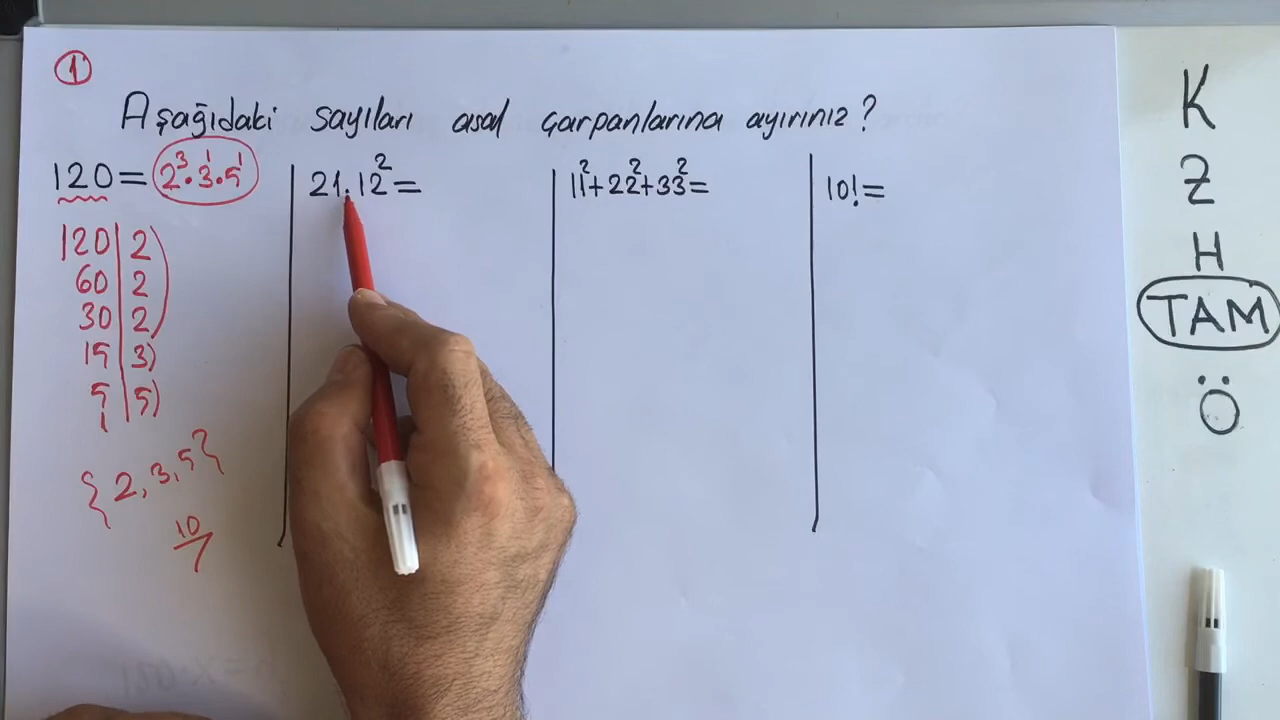 1
Aşağıdaki sayıları asal çarpanlarına ayırınız?
120 = 2³·3¹·5¹
120 | 2
60 | 2
30 | 2
15 | 3
5 | 5
1
{2, 3, 5}
10
21·12² =
11² + 22² + 33² =
10! =
K
Z
H
TAM
Ö